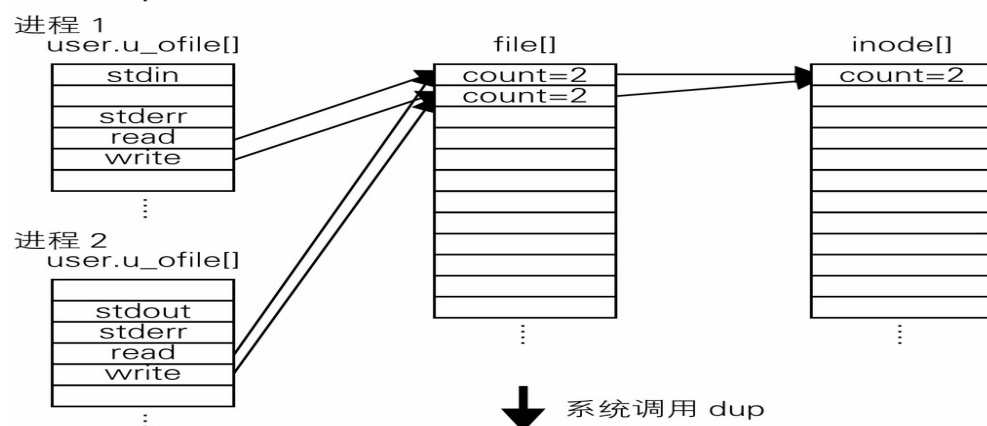 进程 1
user.u_ofile[]
stdin
stderr
read
write
进程 2
user.u_ofile[]
stdout
stderr
read
write
file[]
count=2
count=2
inode[]
count=2
系统调用 dup